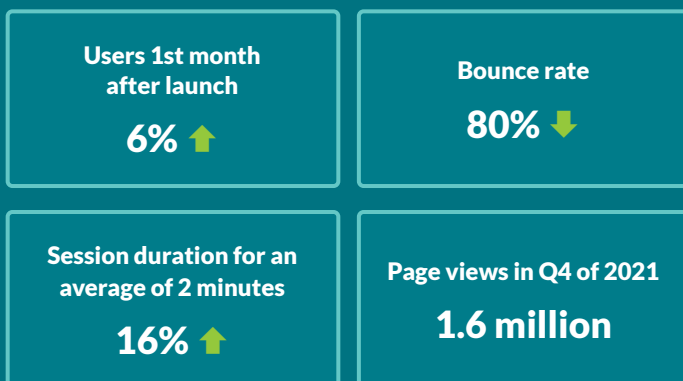 Users 1st month
after launch
6%
Bounce rate
80%
Session duration for an
average of 2 minutes
16%
Page views in Q4 of 2021
1.6 million